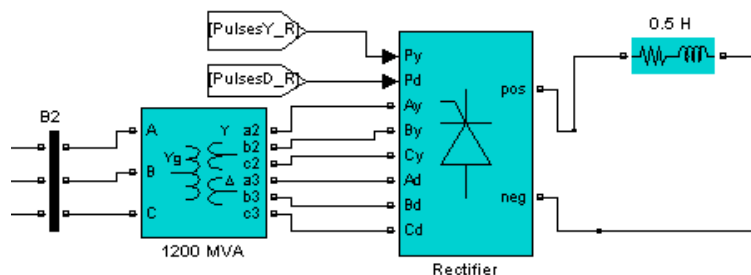 [PulsesY_R]
[PulsesD_R]
0.5 H
B2
A
B
C
Yg
Y
Δ
a2
b2
c2
a3
b3
c3
1200 MVA
Py
Pd
Ay
By
Cy
Ad
Bd
Cd
pos
neg
Rectifier